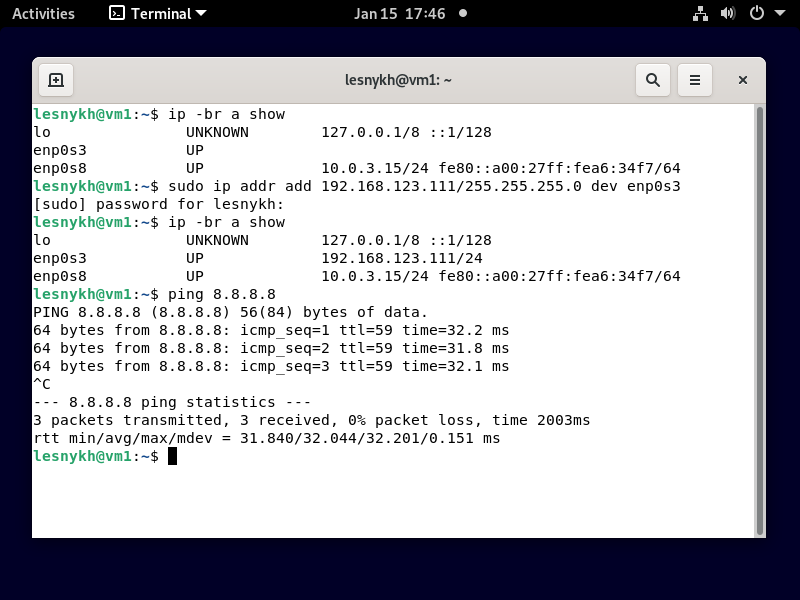 Activities Terminal Jan 15 17:46
lesnykh@vm1: ~
lesnykh@vm1:~$ ip -br a show
lo               UNKNOWN        127.0.0.1/8 ::1/128
enp0s3           UP
enp0s8           UP             10.0.3.15/24 fe80::a00:27ff:fea6:34f7/64
lesnykh@vm1:~$ sudo ip addr add 192.168.123.111/255.255.255.0 dev enp0s3
[sudo] password for lesnykh:
lesnykh@vm1:~$ ip -br a show
lo               UNKNOWN        127.0.0.1/8 ::1/128
enp0s3           UP             192.168.123.111/24
enp0s8           UP             10.0.3.15/24 fe80::a00:27ff:fea6:34f7/64
lesnykh@vm1:~$ ping 8.8.8.8
PING 8.8.8.8 (8.8.8.8) 56(84) bytes of data.
64 bytes from 8.8.8.8: icmp_seq=1 ttl=59 time=32.2 ms
64 bytes from 8.8.8.8: icmp_seq=2 ttl=59 time=31.8 ms
64 bytes from 8.8.8.8: icmp_seq=3 ttl=59 time=32.1 ms
^C
--- 8.8.8.8 ping statistics ---
3 packets transmitted, 3 received, 0% packet loss, time 2003ms
rtt min/avg/max/mdev = 31.840/32.044/32.201/0.151 ms
lesnykh@vm1:~$